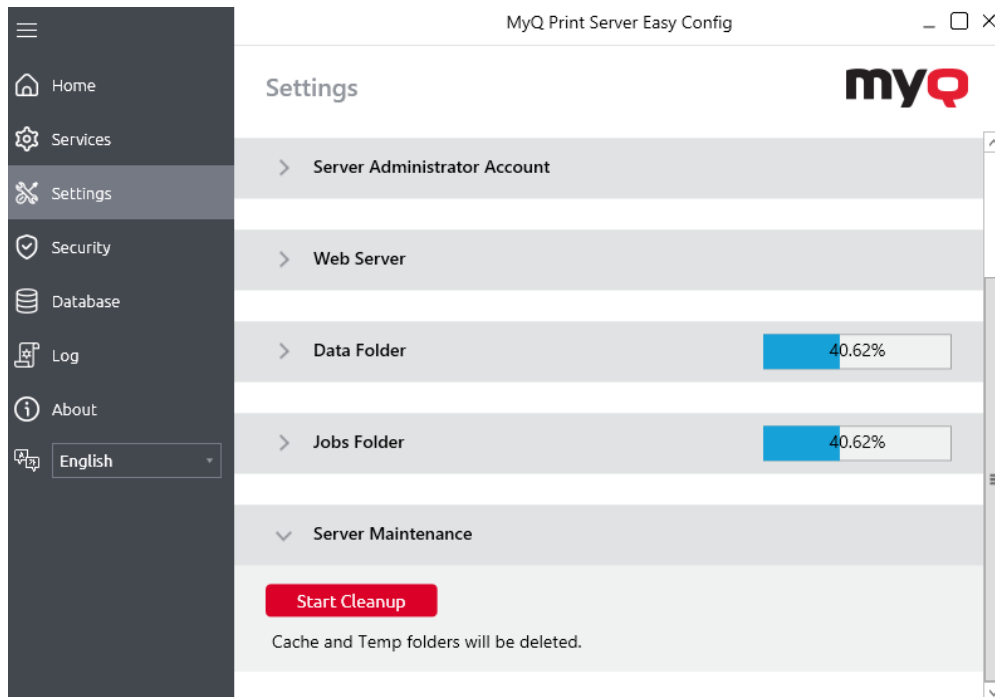 MyQ Print Server Easy Config
Home
Services
Settings
Security
Database
Log
About
English
Settings
myQ
Server Administrator Account
Web Server
Data Folder
40.62%
Jobs Folder
40.62%
Server Maintenance
Start Cleanup
Cache and Temp folders will be deleted.